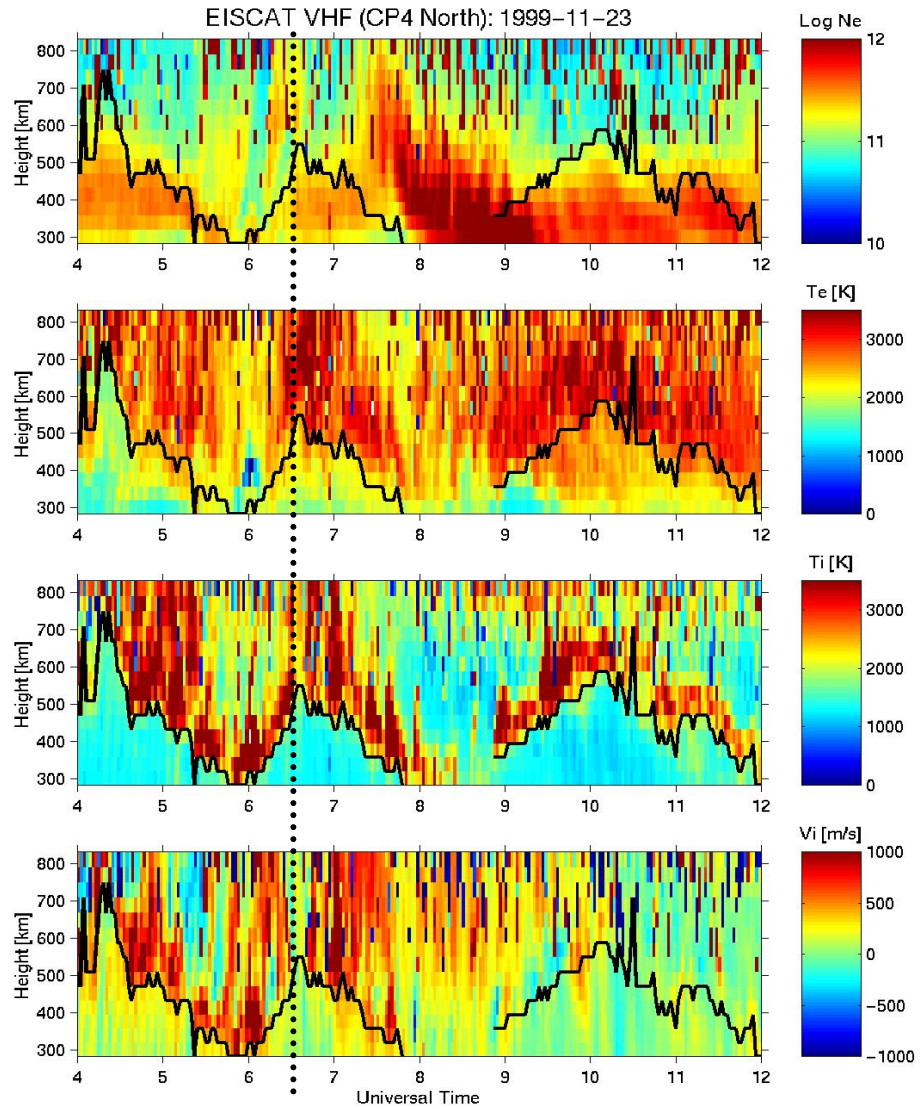 EISCAT VHF (CP4 North): 1999−11−23
Log Ne
Height [km]
800
700
600
500
400
300
4 5 6 7 8 9 10 11 12
12
11
10
Te [K]
Height [km]
800
700
600
500
400
300
4 5 6 7 8 9 10 11 12
3000
2000
1000
0
Ti [K]
Height [km]
800
700
600
500
400
300
4 5 6 7 8 9 10 11 12
3000
2000
1000
0
Vi [m/s]
Height [km]
800
700
600
500
400
300
4 5 6 7 8 9 10 11 12
1000
500
0
−500
−1000
Universal Time